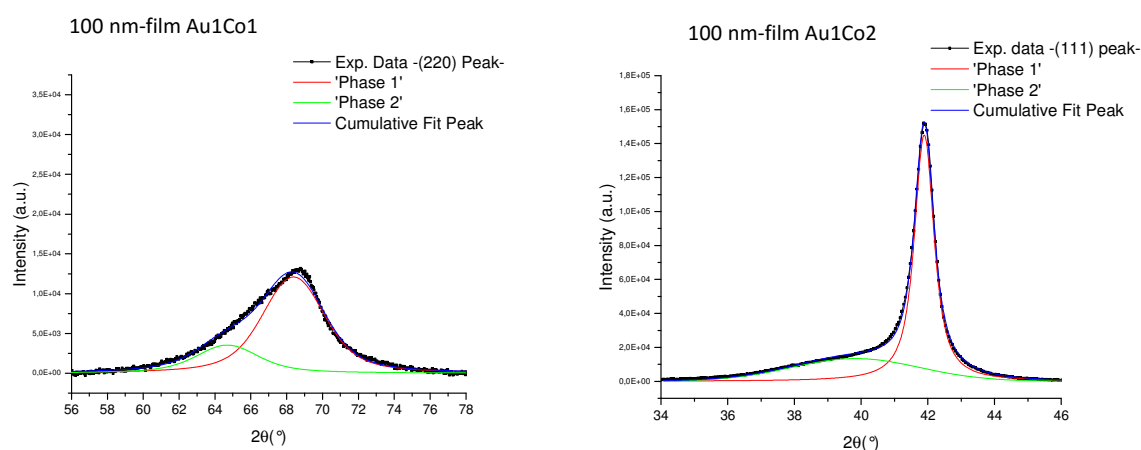 100 nm-film Au1Co1
Exp. Data -(220) Peak-
'Phase 1'
'Phase 2'
Cumulative Fit Peak
3,5E+04
3,0E+04
2,5E+04
2,0E+04
1,5E+04
1,0E+04
5,0E+03
0,0E+00
Intensity (a.u.)
56 58 60 62 64 66 68 70 72 74 76 78
2θ(°)
100 nm-film Au1Co2
Exp. data -(111) peak-
'Phase 1'
'Phase 2'
Cumulative Fit Peak
1,8E+05
1,6E+05
1,4E+05
1,2E+05
1,0E+05
8,0E+04
6,0E+04
4,0E+04
2,0E+04
0,0E+00
Intensity (a.u.)
34 36 38 40 42 44 46
2θ(°)